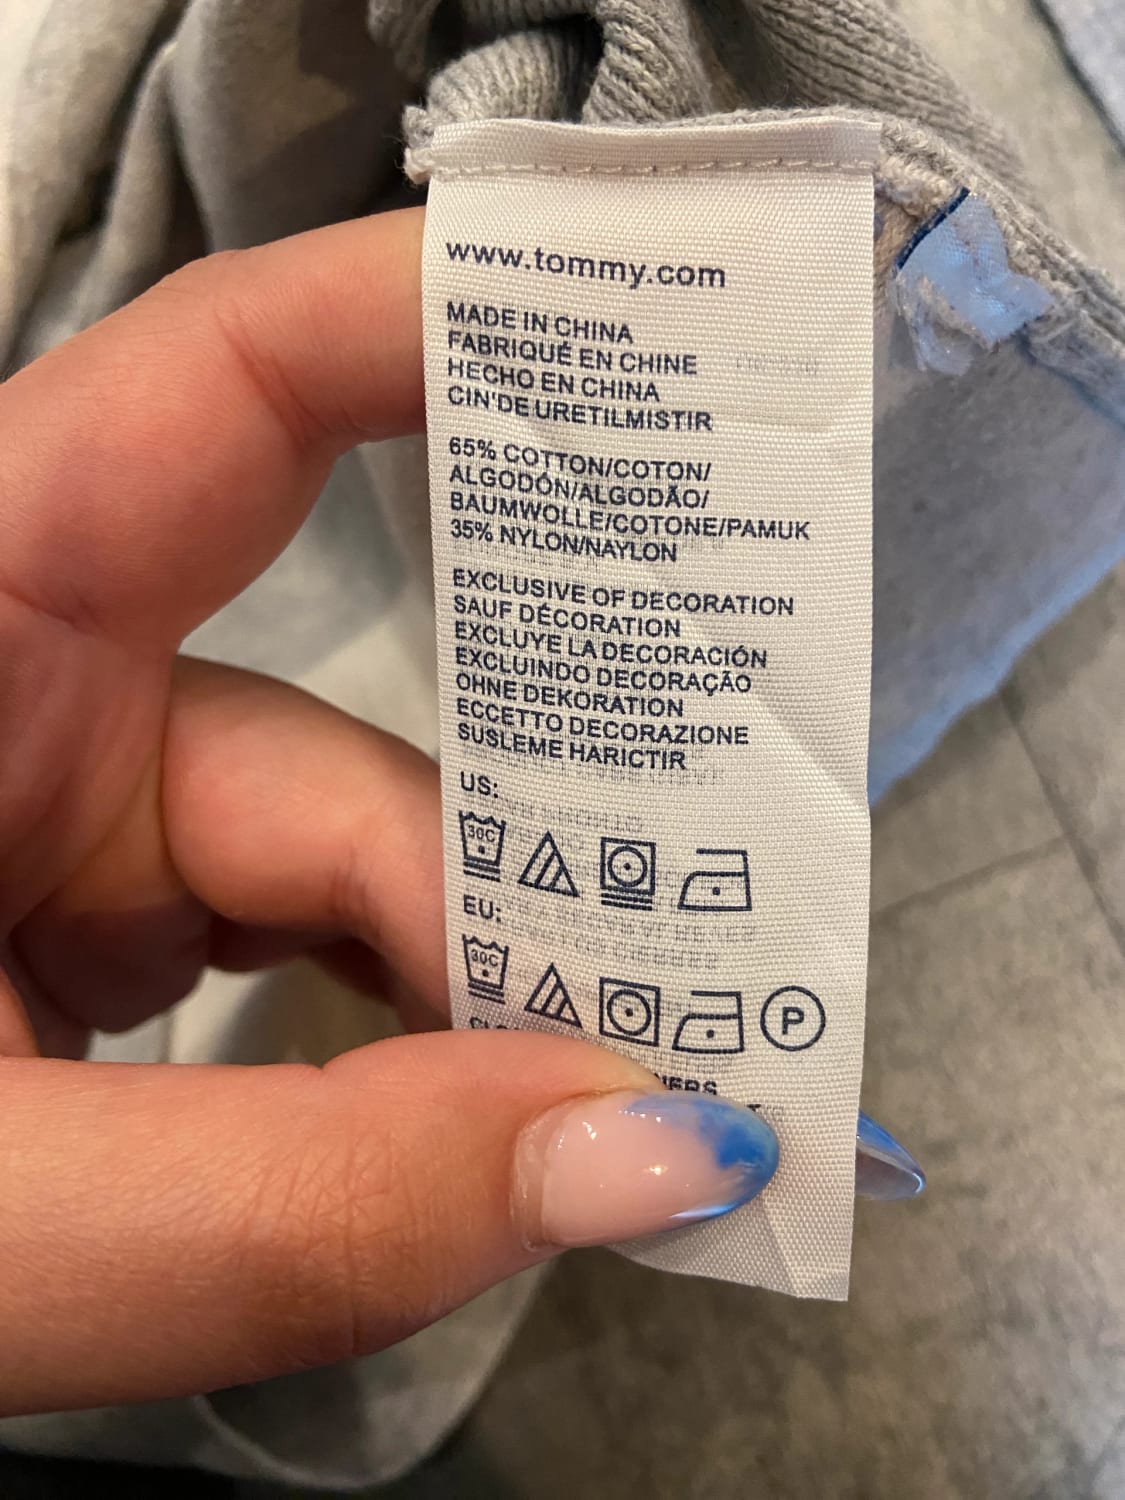 www.tommy.com
MADE IN CHINA
FABRIQUÉ EN CHINE
HECHO EN CHINA
CIN'DE URETILMISTIR
65% COTTON/COTON/
ALGODÓN/ALGODÃO/
BAUMWOLLE/COTONE/PAMUK
35% NYLON/NAYLON
EXCLUSIVE OF DECORATION
SAUF DÉCORATION
EXCLUYE LA DECORACIÓN
EXCLUINDO DECORAÇÃO
OHNE DEKORATION
ECCETTO DECORAZIONE
SUSLEME HARICTIR
US:
30C
EU:
30C
P